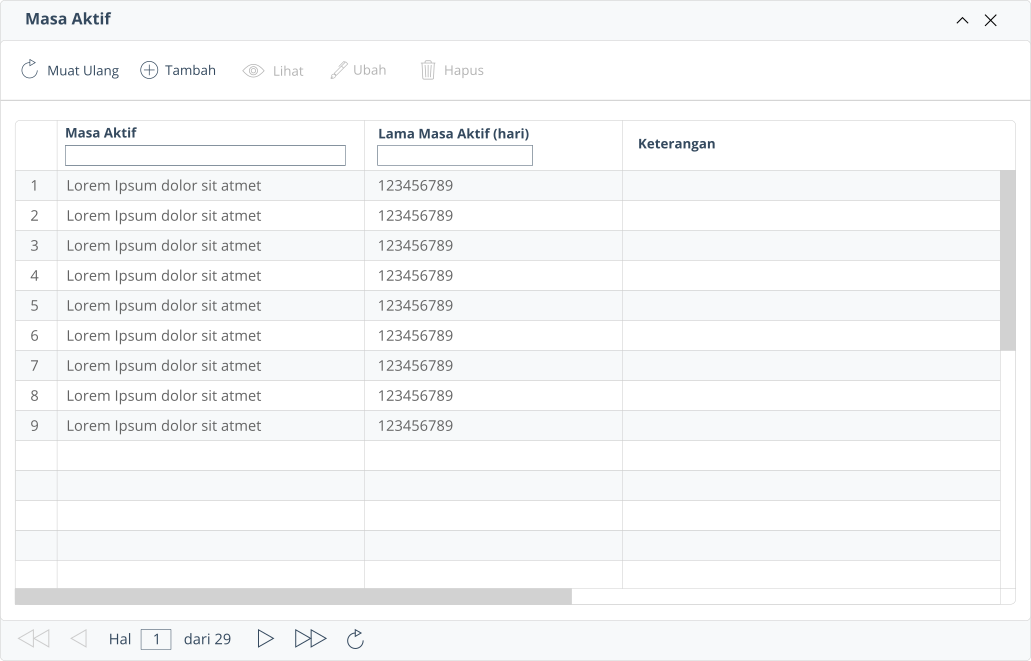 Masa Aktif
Muat Ulang Tambah Lihat Ubah Hapus
Masa Aktif Lama Masa Aktif (hari) Keterangan
1 Lorem Ipsum dolor sit atmet 123456789
2 Lorem Ipsum dolor sit atmet 123456789
3 Lorem Ipsum dolor sit atmet 123456789
4 Lorem Ipsum dolor sit atmet 123456789
5 Lorem Ipsum dolor sit atmet 123456789
6 Lorem Ipsum dolor sit atmet 123456789
7 Lorem Ipsum dolor sit atmet 123456789
8 Lorem Ipsum dolor sit atmet 123456789
9 Lorem Ipsum dolor sit atmet 123456789
Hal 1 dari 29